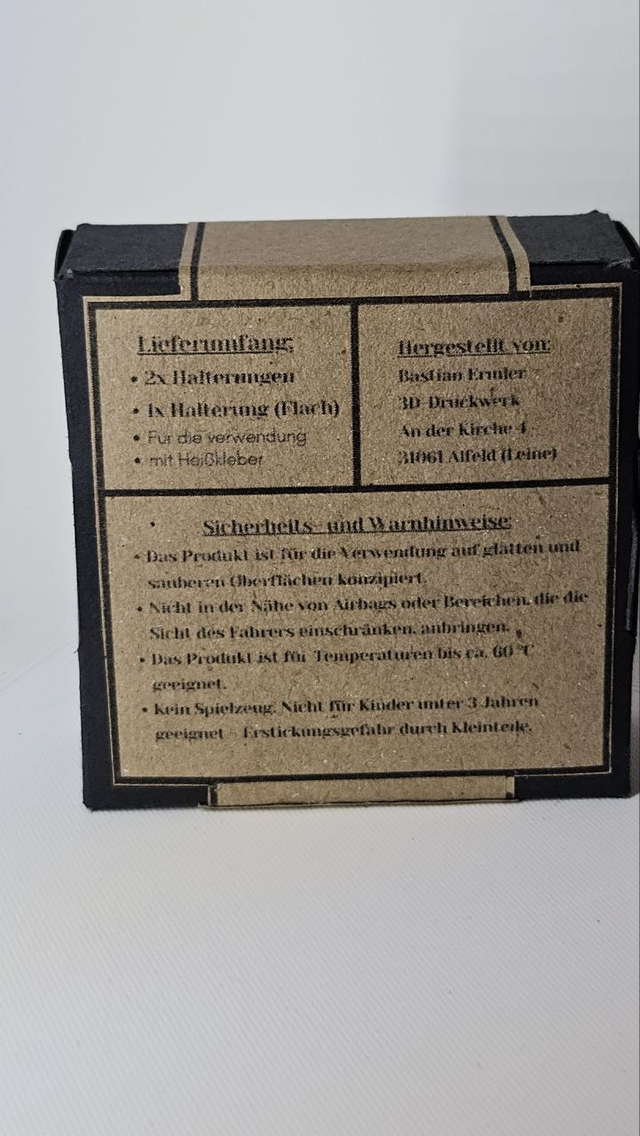 Lieferumfang:
• 2x Halterungen
• 1x Halterung (Flach)
• Für die verwendung
• mit Heißkleber
Hergestellt von:
Bastian Ermler
3D-Druckwerk
An der Kirche 4
31061 Alfeld (Leine)
Sicherheits- und Warnhinweise:
• Das Produkt ist für die Verwendung auf glatten und
sauberen Oberflächen konzipiert.
• Nicht in der Nähe von Airbags oder Bereichen, die die
Sicht des Fahrers einschränken, anbringen.
• Das Produkt ist für Temperaturen bis ca. 60 °C
geeignet.
• Kein Spielzeug. Nicht für Kinder unter 3 Jahren
geeignet – Erstickungsgefahr durch Kleinteile.